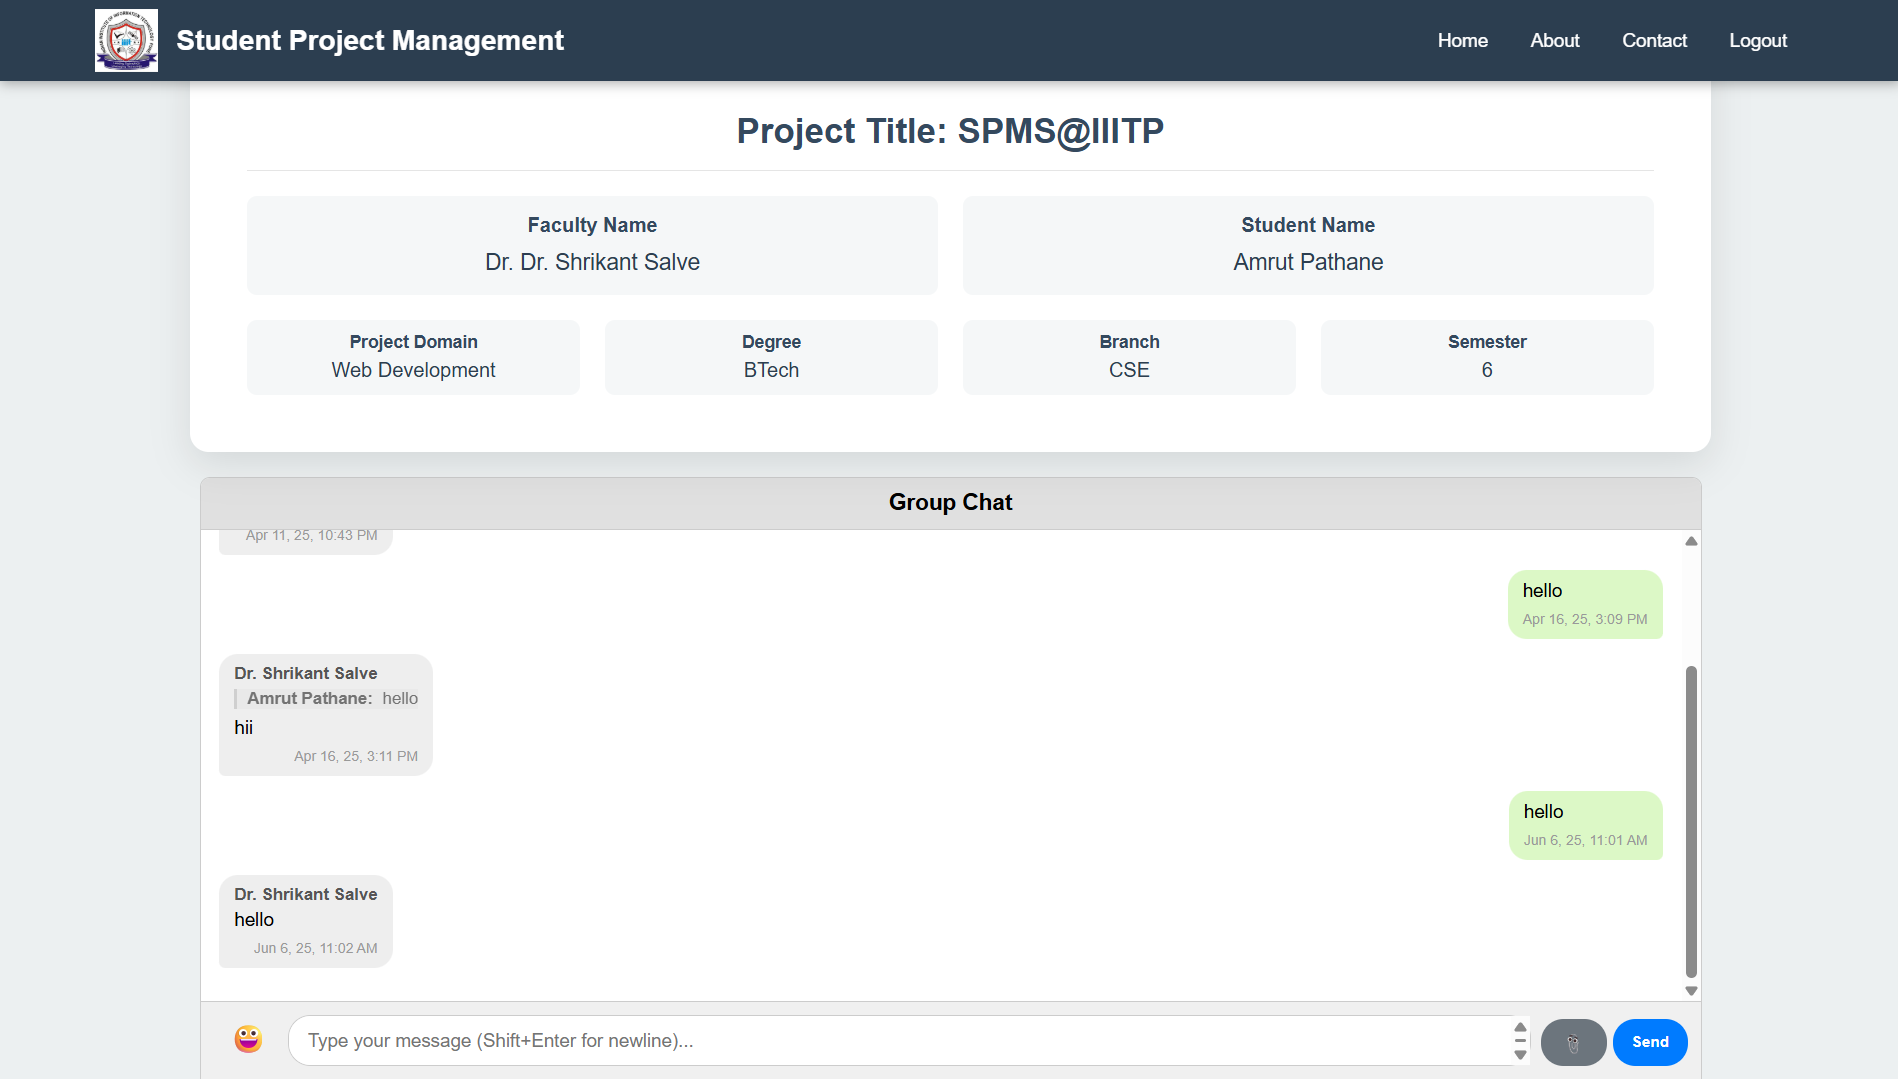 Student Project Management
Home
About
Contact
Logout
Project Title: SPMS@IIITP
Faculty Name
Dr. Dr. Shrikant Salve
Student Name
Amrut Pathane
Project Domain
Web Development
Degree
BTech
Branch
CSE
Semester
6
Group Chat
Apr 11, 25, 10:43 PM
hello
Apr 16, 25, 3:09 PM
Dr. Shrikant Salve
Amrut Pathane: hello
hii
Apr 16, 25, 3:11 PM
hello
Jun 6, 25, 11:01 AM
Dr. Shrikant Salve
hello
Jun 6, 25, 11:02 AM
Type your message (Shift+Enter for newline)...
Send